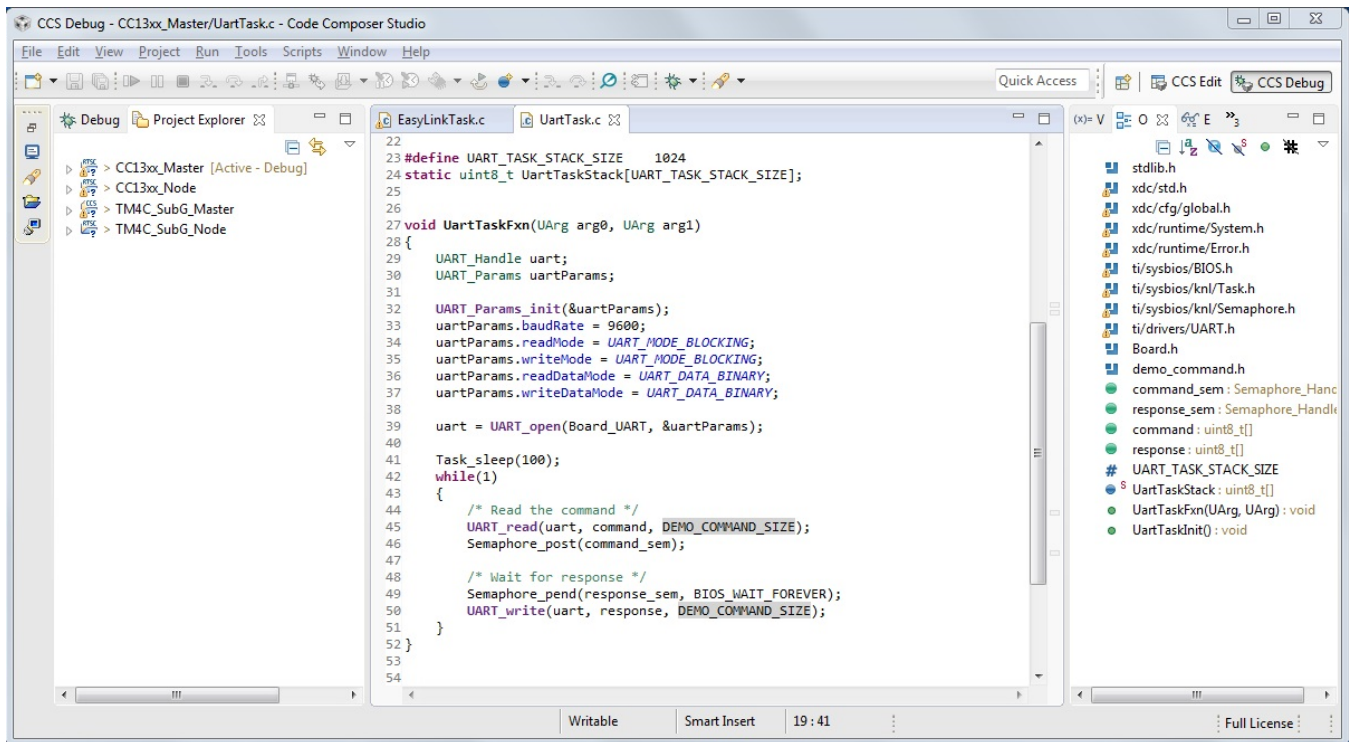 CCS Debug - CC13xx_Master/UartTask.c - Code Composer Studio
File Edit View Project Run Tools Scripts Window Help
Quick Access CCS Edit CCS Debug
Debug Project Explorer
> CC13xx_Master [Active - Debug]
> CC13xx_Node
> TM4C_SubG_Master
> TM4C_SubG_Node
EasyLinkTask.c UartTask.c
22
23 #define UART_TASK_STACK_SIZE 1024
24 static uint8_t UartTaskStack[UART_TASK_STACK_SIZE];
25
26
27 void UartTaskFxn(UArg arg0, UArg arg1)
28 {
29 UART_Handle uart;
30 UART_Params uartParams;
31
32 UART_Params_init(&uartParams);
33 uartParams.baudRate = 9600;
34 uartParams.readMode = UART_MODE_BLOCKING;
35 uartParams.writeMode = UART_MODE_BLOCKING;
36 uartParams.readDataMode = UART_DATA_BINARY;
37 uartParams.writeDataMode = UART_DATA_BINARY;
38
39 uart = UART_open(Board_UART, &uartParams);
40
41 Task_sleep(100);
42 while(1)
43 {
44 /* Read the command */
45 UART_read(uart, command, DEMO_COMMAND_SIZE);
46 Semaphore_post(command_sem);
47
48 /* Wait for response */
49 Semaphore_pend(response_sem, BIOS_WAIT_FOREVER);
50 UART_write(uart, response, DEMO_COMMAND_SIZE);
51 }
52 }
53
54
(x)= V O E »3
stdlib.h
xdc/std.h
xdc/cfg/global.h
xdc/runtime/System.h
xdc/runtime/Error.h
ti/sysbios/BIOS.h
ti/sysbios/knl/Task.h
ti/sysbios/knl/Semaphore.h
ti/drivers/UART.h
Board.h
demo_command.h
command_sem : Semaphore_Hanc
response_sem : Semaphore_Handle
command : uint8_t[]
response : uint8_t[]
# UART_TASK_STACK_SIZE
S UartTaskStack : uint8_t[]
UartTaskFxn(UArg, UArg) : void
UartTaskInit() : void
Writable Smart Insert 19 : 41 Full License